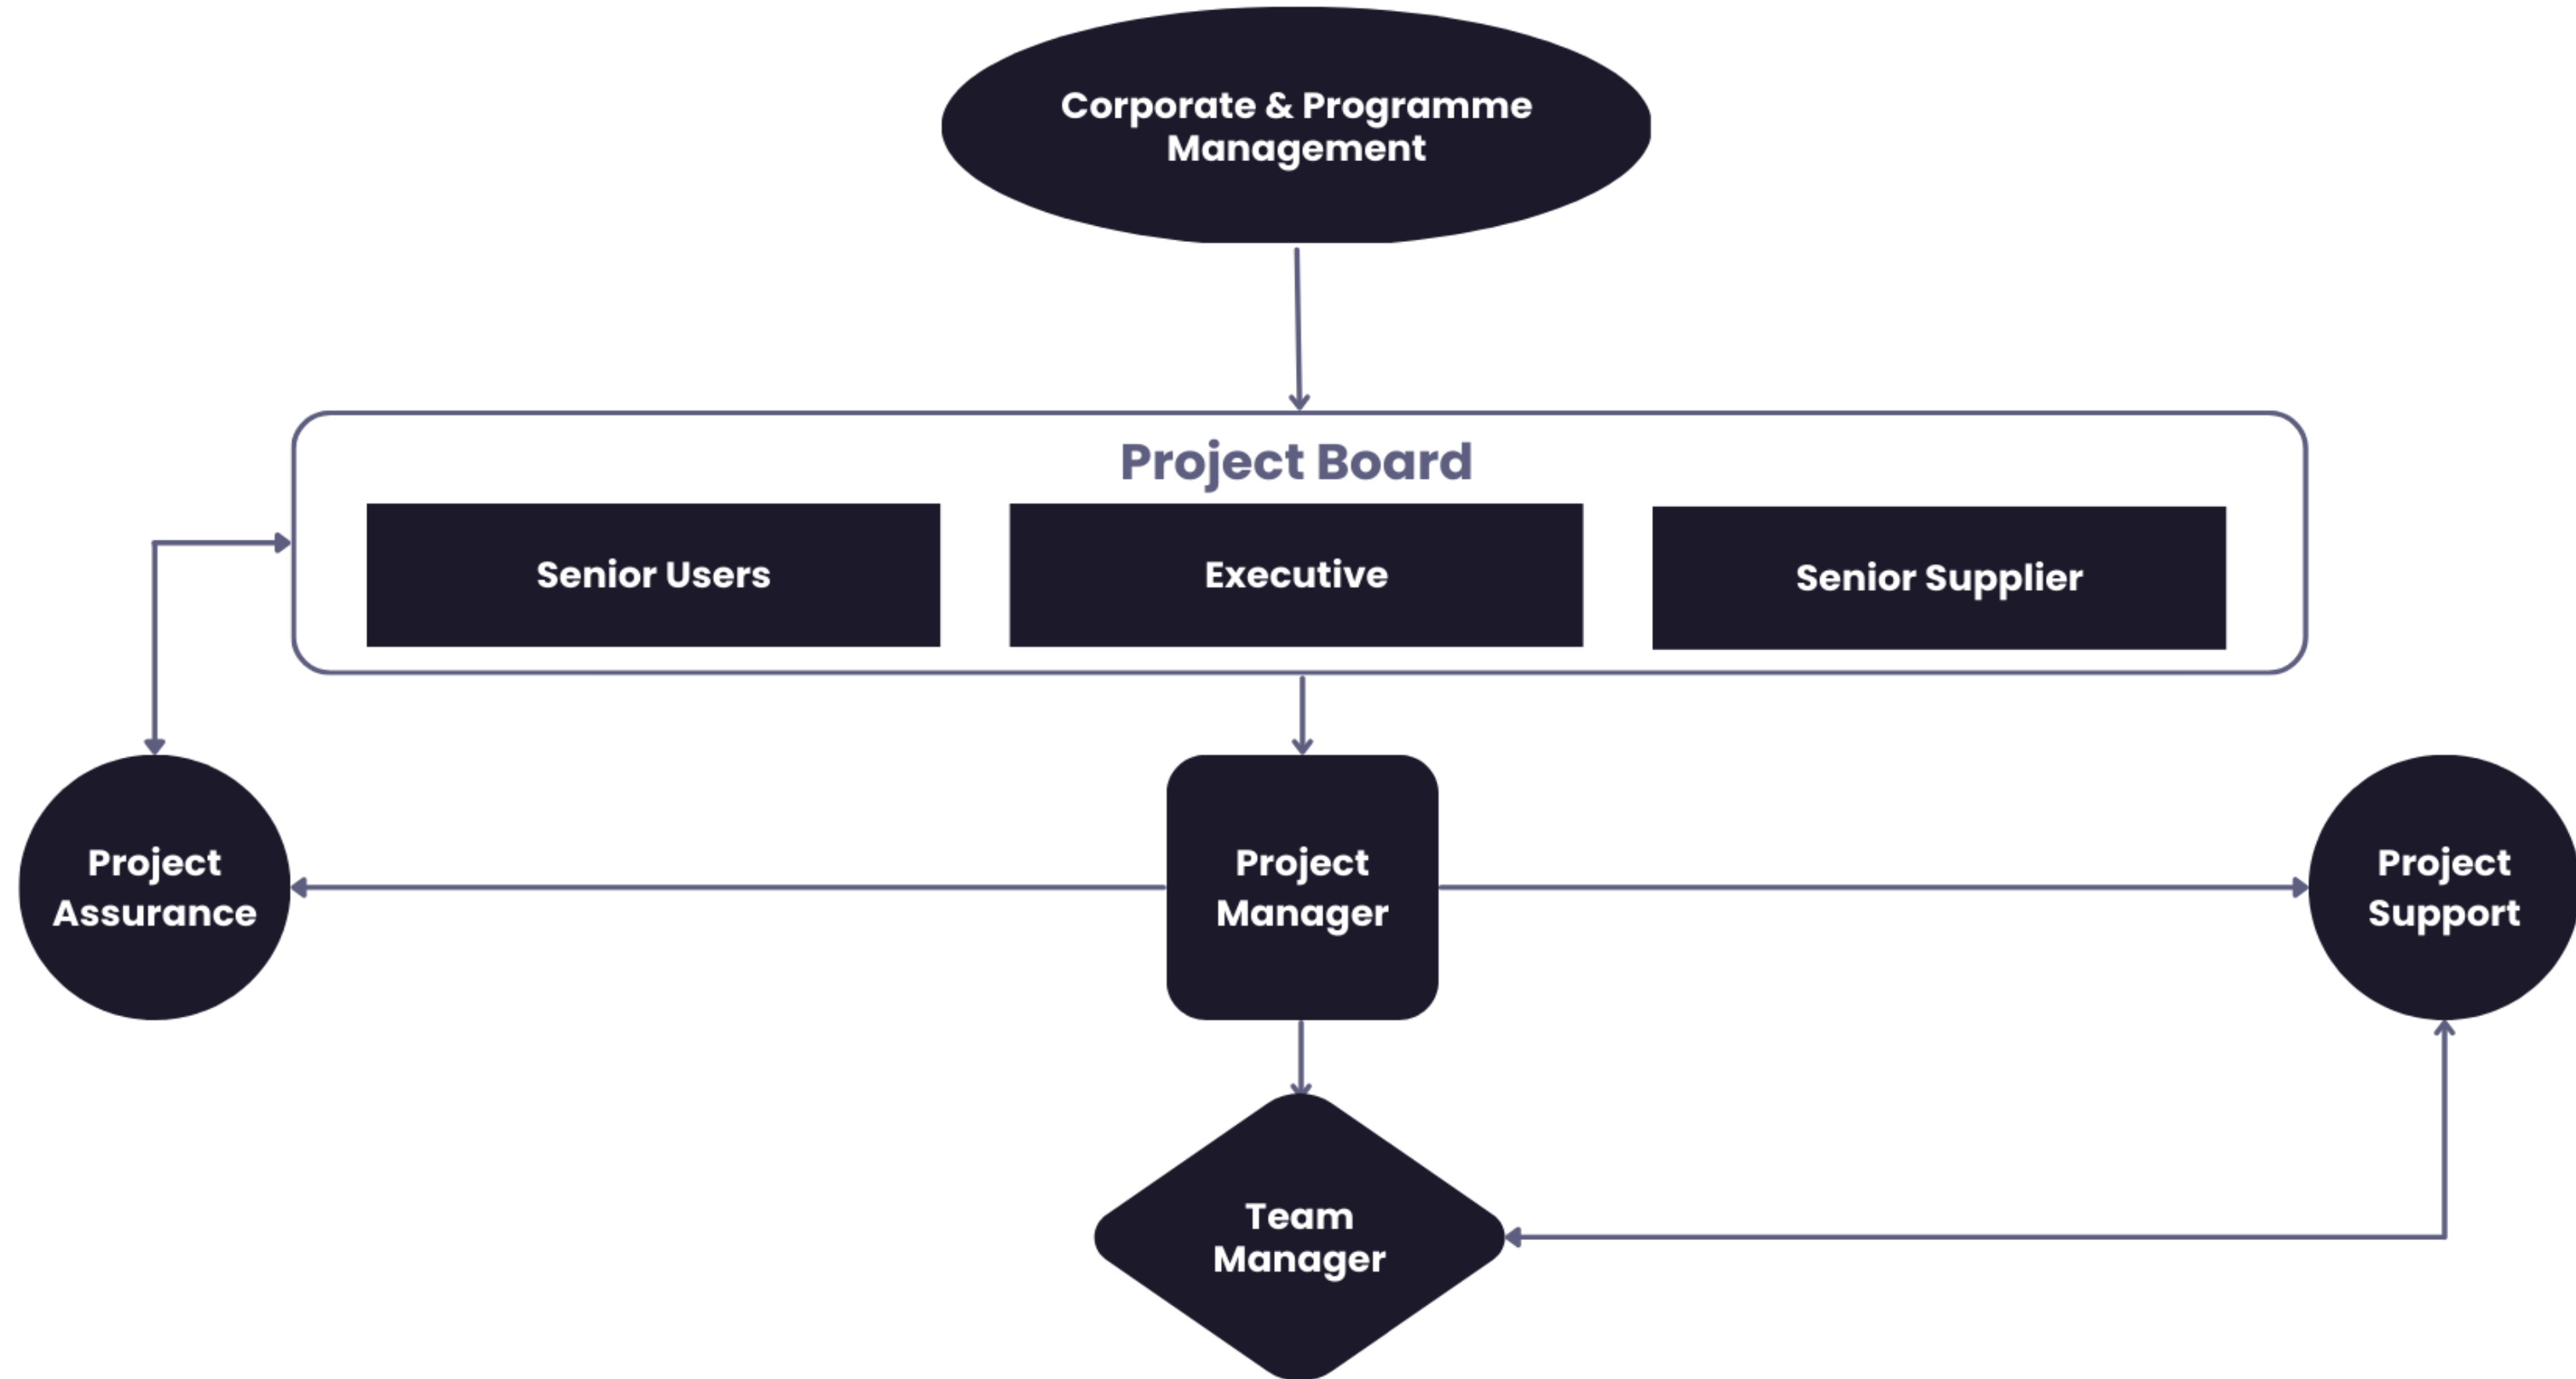 Corporate & Programme
Management
Project Board
Senior Users
Executive
Senior Supplier
Project
Assurance
Project
Manager
Project
Support
Team
Manager